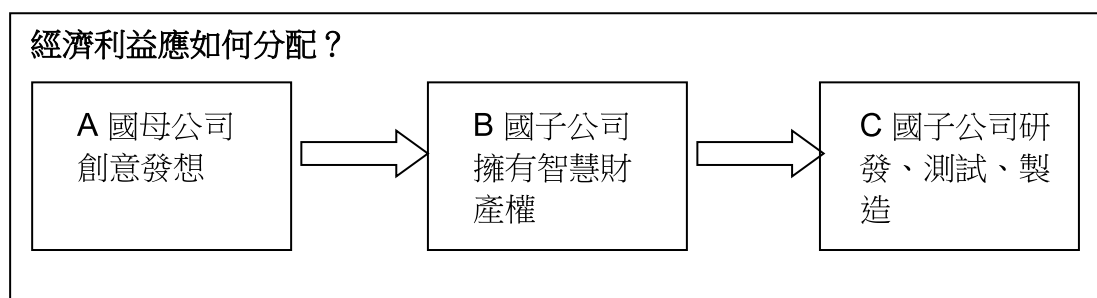 經濟利益應如何分配？
A 國母公司
創意發想
B 國子公司
擁有智慧財
產權
C 國子公司研
發、測試、製
造